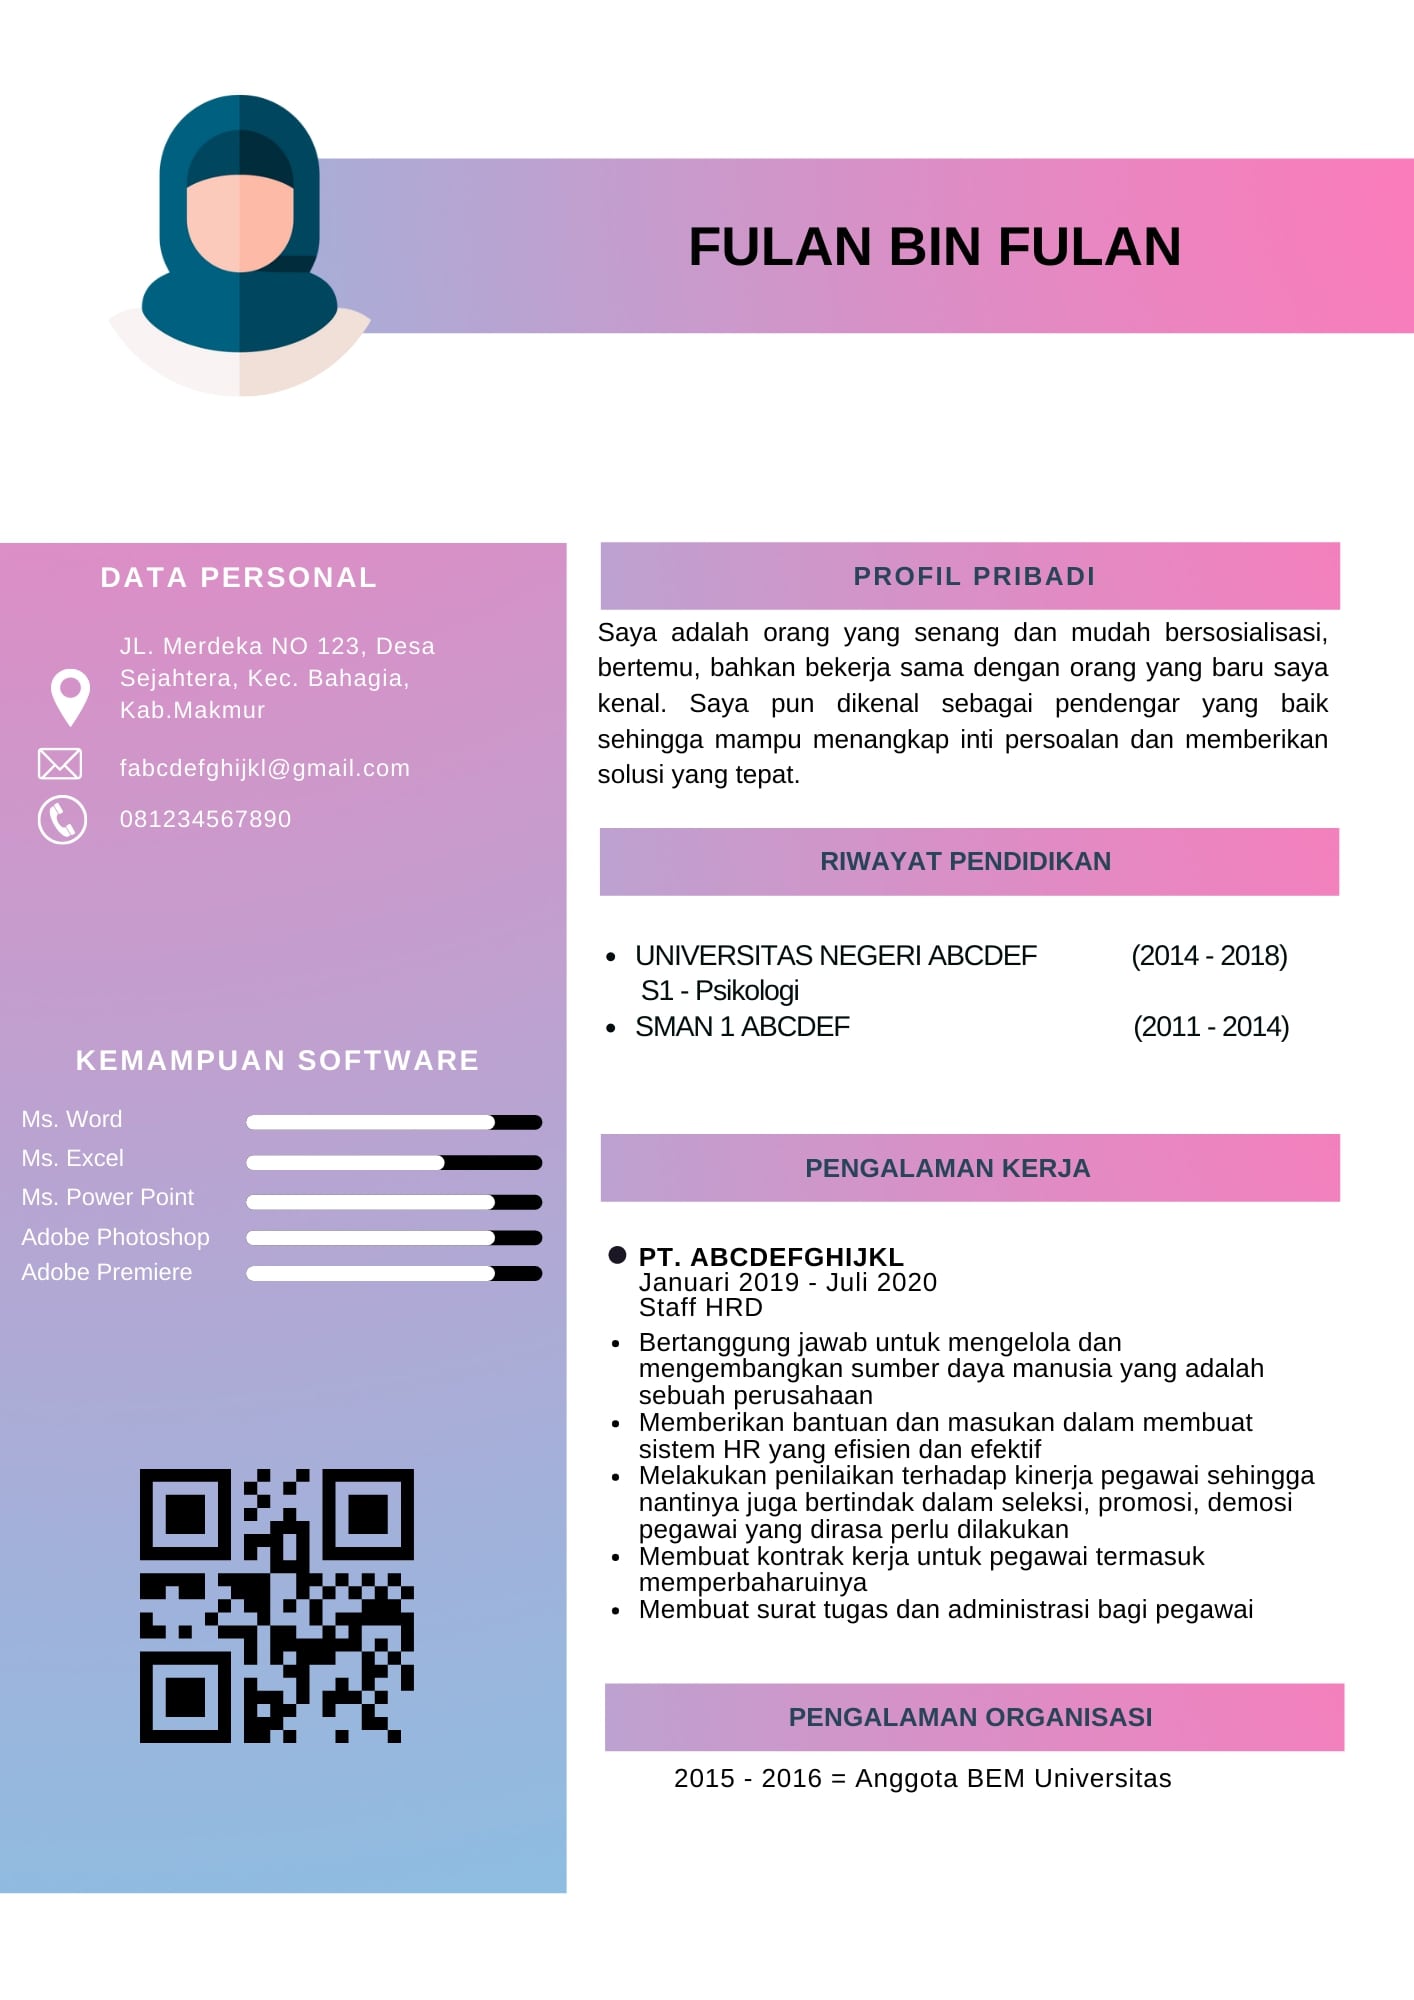 FULAN BIN FULAN
DATA PERSONAL
JL. Merdeka NO 123, Desa
Sejahtera, Kec. Bahagia,
Kab.Makmur
fabcdefghijkl@gmail.com
081234567890
KEMAMPUAN SOFTWARE
Ms. Word
Ms. Excel
Ms. Power Point
Adobe Photoshop
Adobe Premiere
PROFIL PRIBADI
Saya adalah orang yang senang dan mudah bersosialisasi,
bertemu, bahkan bekerja sama dengan orang yang baru saya
kenal. Saya pun dikenal sebagai pendengar yang baik
sehingga mampu menangkap inti persoalan dan memberikan
solusi yang tepat.
RIWAYAT PENDIDIKAN
• UNIVERSITAS NEGERI ABCDEF (2014 - 2018)
S1 - Psikologi
• SMAN 1 ABCDEF (2011 - 2014)
PENGALAMAN KERJA
• PT. ABCDEFGHIJKL
Januari 2019 - Juli 2020
Staff HRD
• Bertanggung jawab untuk mengelola dan
mengembangkan sumber daya manusia yang adalah
sebuah perusahaan
• Memberikan bantuan dan masukan dalam membuat
sistem HR yang efisien dan efektif
• Melakukan penilaikan terhadap kinerja pegawai sehingga
nantinya juga bertindak dalam seleksi, promosi, demosi
pegawai yang dirasa perlu dilakukan
• Membuat kontrak kerja untuk pegawai termasuk
memperbaharuinya
• Membuat surat tugas dan administrasi bagi pegawai
PENGALAMAN ORGANISASI
2015 - 2016 = Anggota BEM Universitas